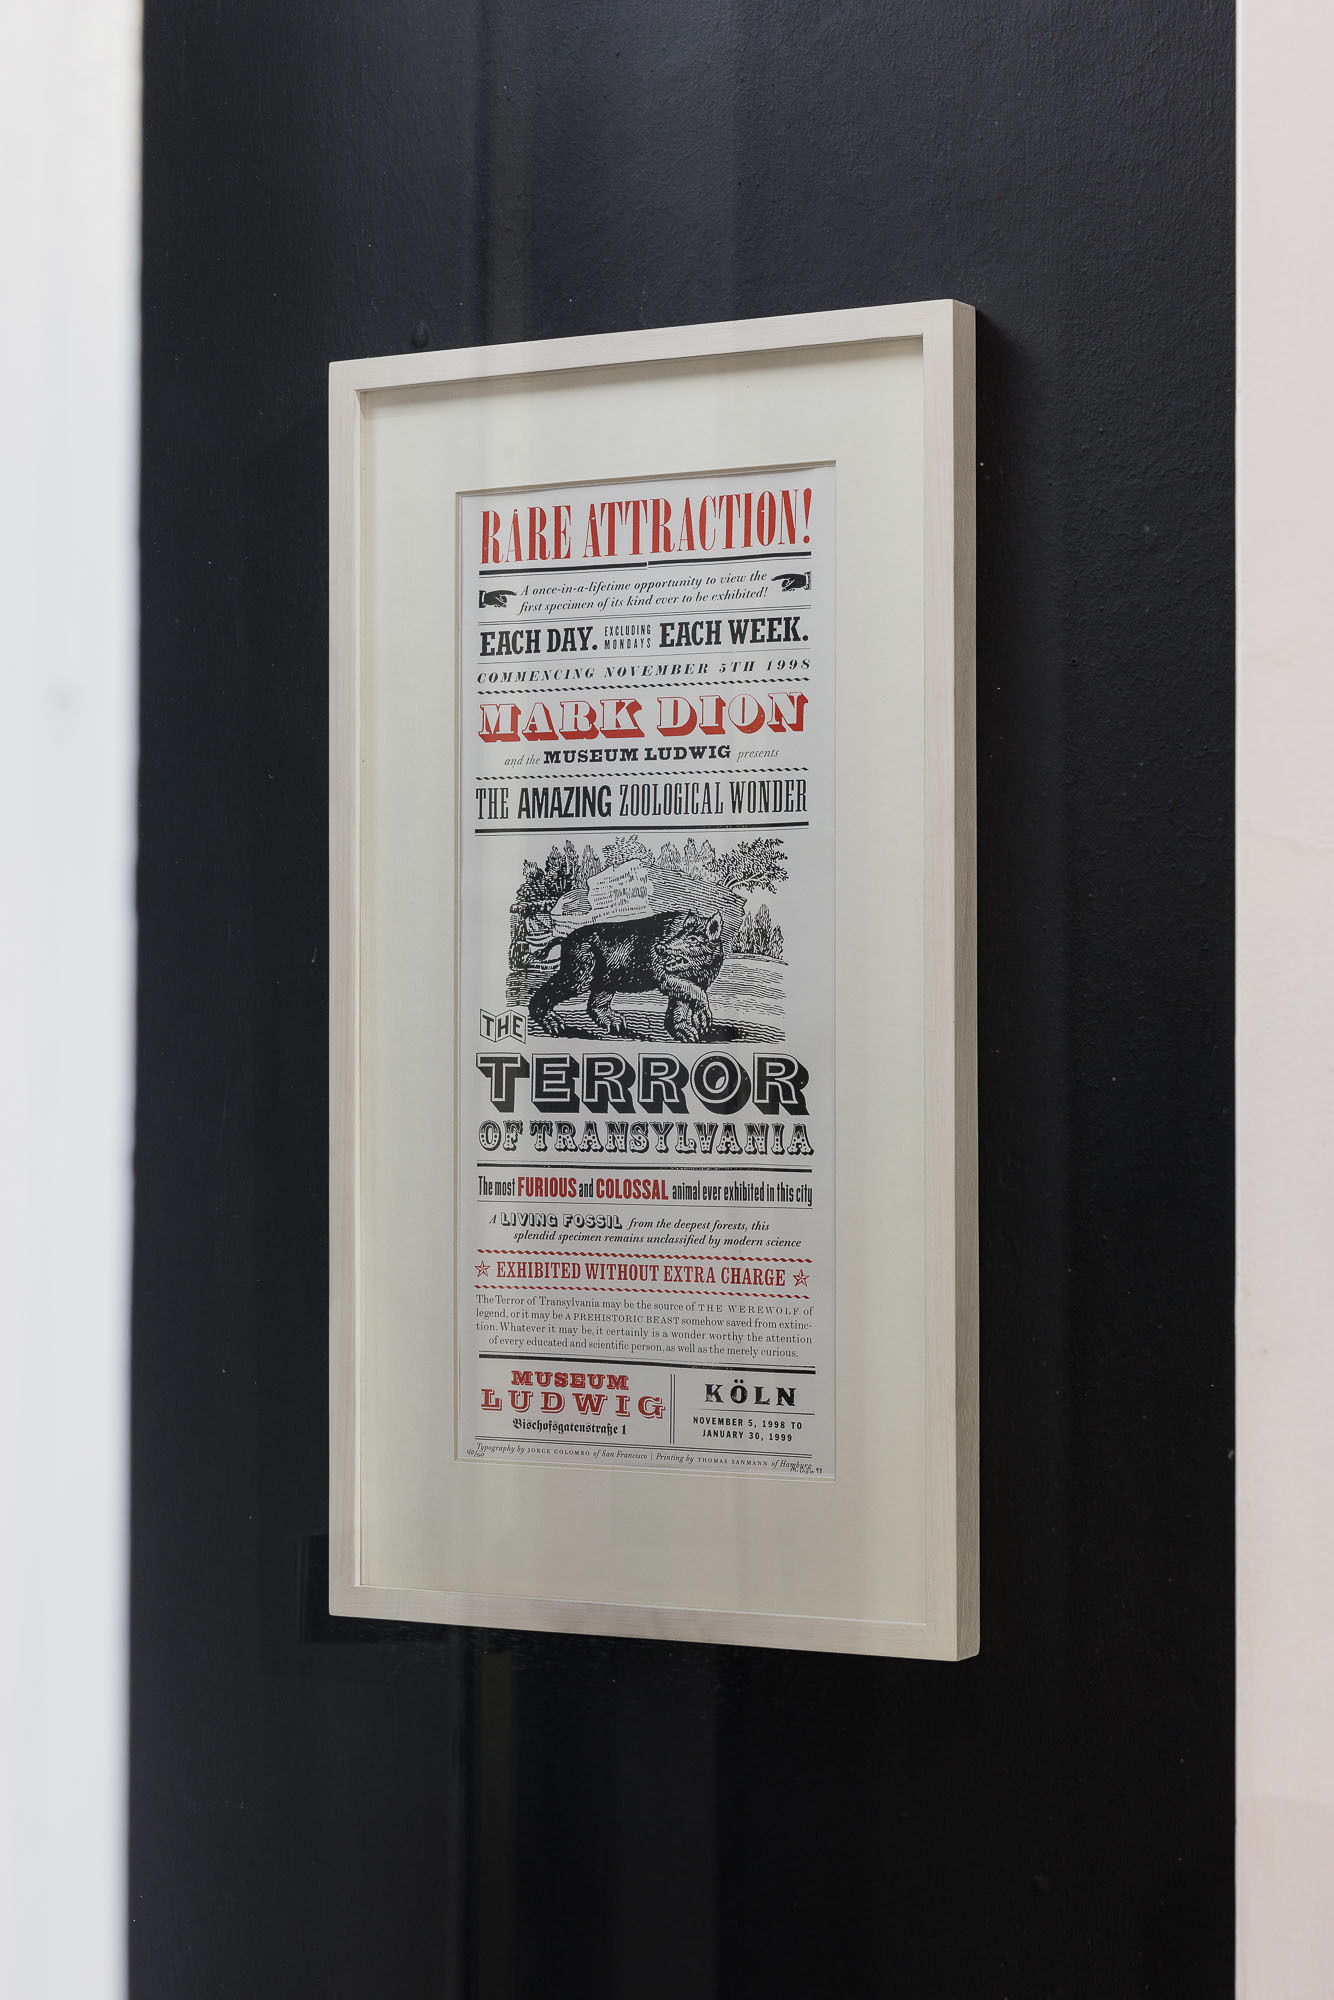 RARE ATTRACTION!
A once-in-a-lifetime opportunity to view the
first specimen of its kind ever to be exhibited!
EACH DAY. EXCLUDING MONDAYS EACH WEEK.
COMMENCING NOVEMBER 5TH 1998
MARK DION
and the MUSEUM LUDWIG presents
THE AMAZING ZOOLOGICAL WONDER
THE
TERROR
OF TRANSYLVANIA
The most FURIOUS and COLOSSAL animal ever exhibited in this city
A LIVING FOSSIL from the deepest forests, this
splendid specimen remains unclassified by modern science
EXHIBITED WITHOUT EXTRA CHARGE
The Terror of Transylvania may be the source of THE WEREWOLF of
legend, or it may be A PREHISTORIC BEAST somehow saved from extinc-
tion. Whatever it may be, it certainly is a wonder worthy the attention
of every educated and scientific person, as well as the merely curious.
MUSEUM
LUDWIG
Bischofsgatenstraße 1
KÖLN
NOVEMBER 5, 1998 TO
JANUARY 30, 1999
Typography by JORGE COLOMBO of San Francisco | Printing by THOMAS SANMANN of Hamburg
40/60
M. Dion 98